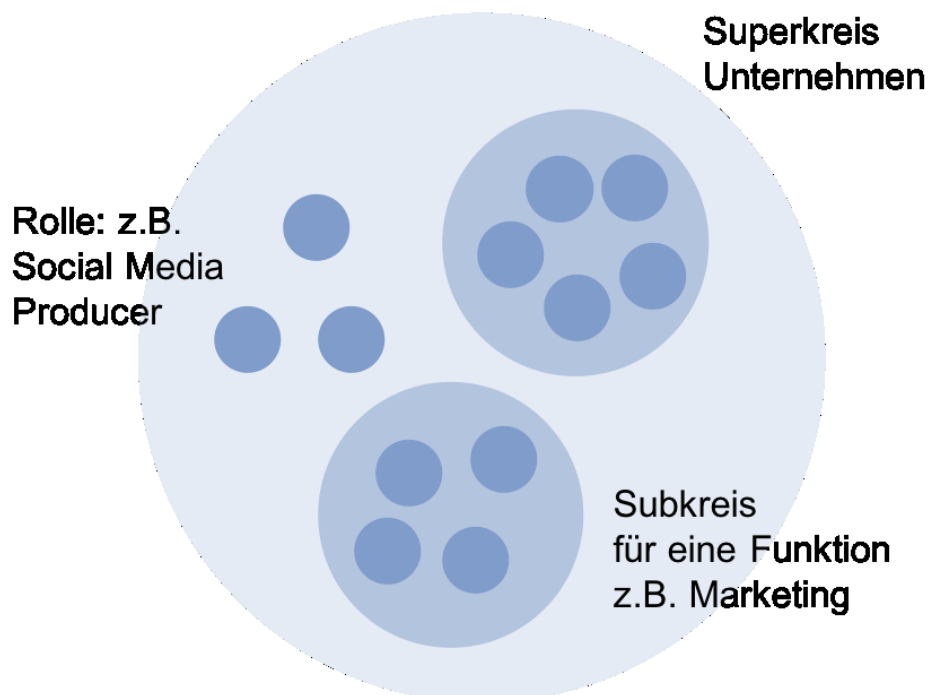 Superkreis
Unternehmen
Rolle: z.B.
Social Media
Producer
Subkreis
für eine Funktion
z.B. Marketing